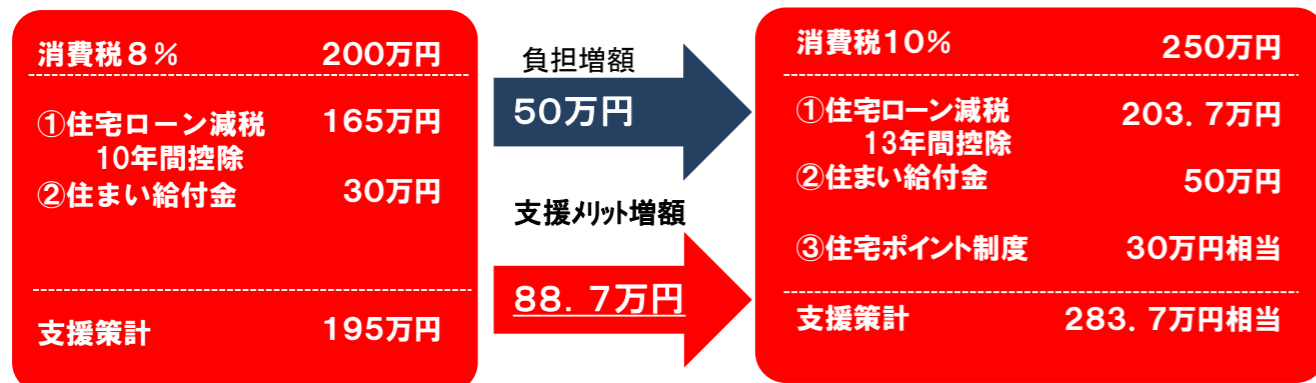 消費税８% 200万円
①住宅ローン減税 165万円
10年間控除
②住まい給付金 30万円
支援策計 195万円
負担増額
50万円
支援メリット増額
88．7万円
消費税10% 250万円
①住宅ローン減税 203．7万円
13年間控除
②住まい給付金 50万円
③住宅ポイント制度 30万円相当
支援策計 283．7万円相当